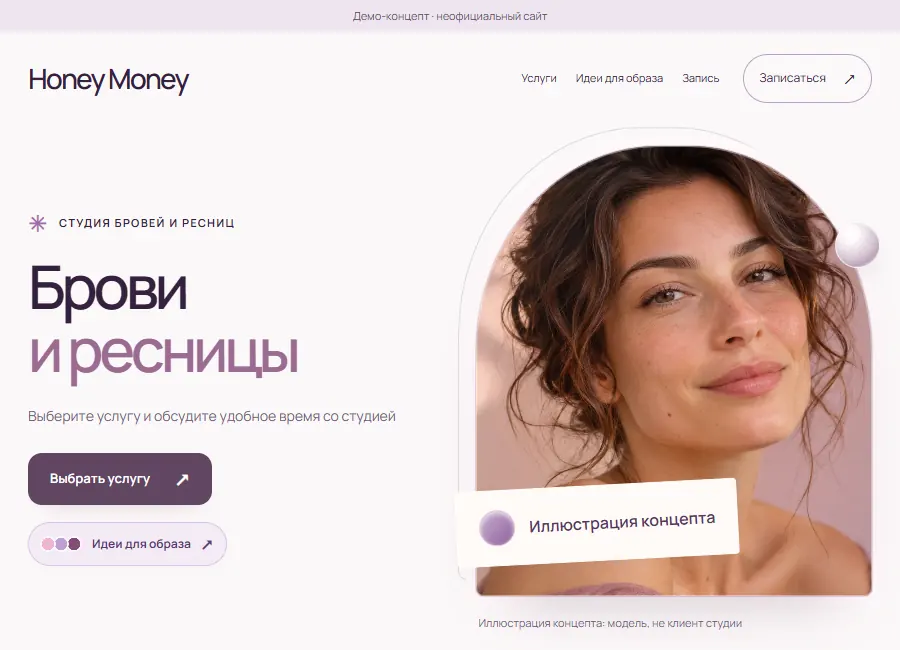 Демо-концепт · неофициальный сайт
Honey Money
Услуги
Идеи для образа
Запись
Записаться ↗
СТУДИЯ БРОВЕЙ И РЕСНИЦ
Брови
и ресницы
Выберите услугу и обсудите удобное время со студией
Выбрать услугу ↗
Идеи для образа ↗
Иллюстрация концепта
Иллюстрация концепта: модель, не клиент студии